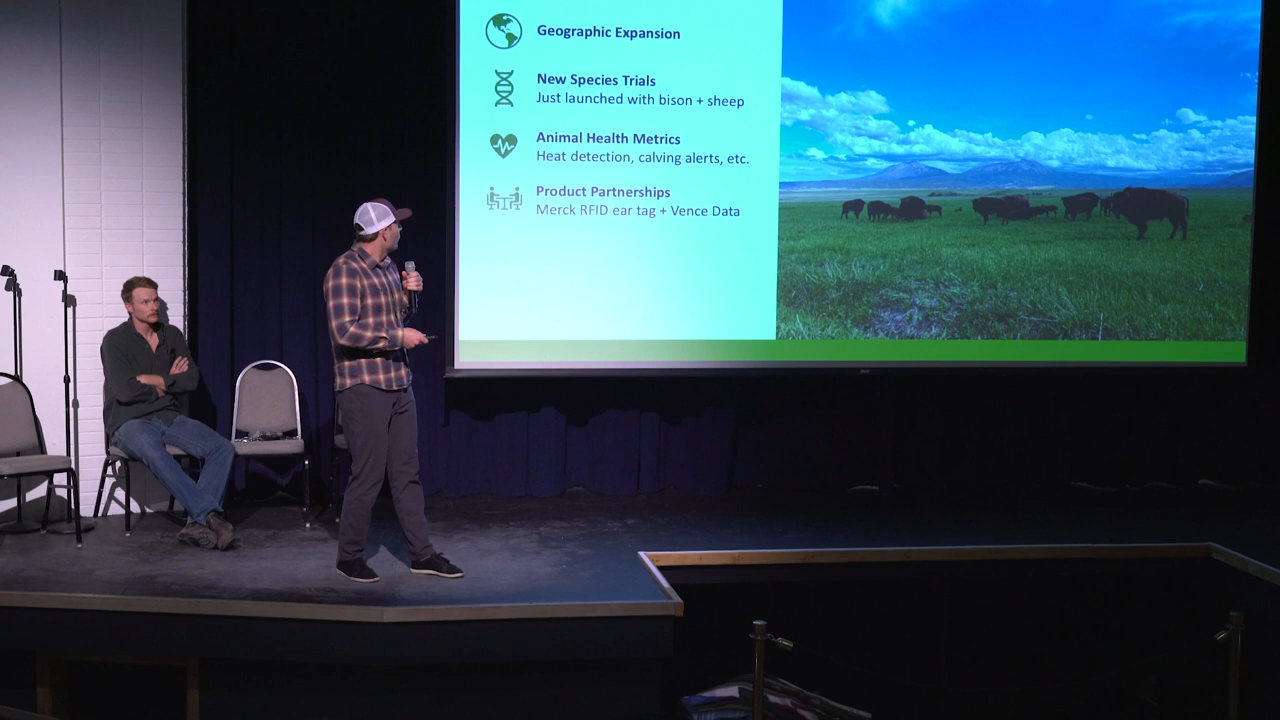 Geographic Expansion
New Species Trials
Just launched with bison + sheep
Animal Health Metrics
Heat detection, calving alerts, etc.
Product Partnerships
Merck RFID ear tag + Vence Data